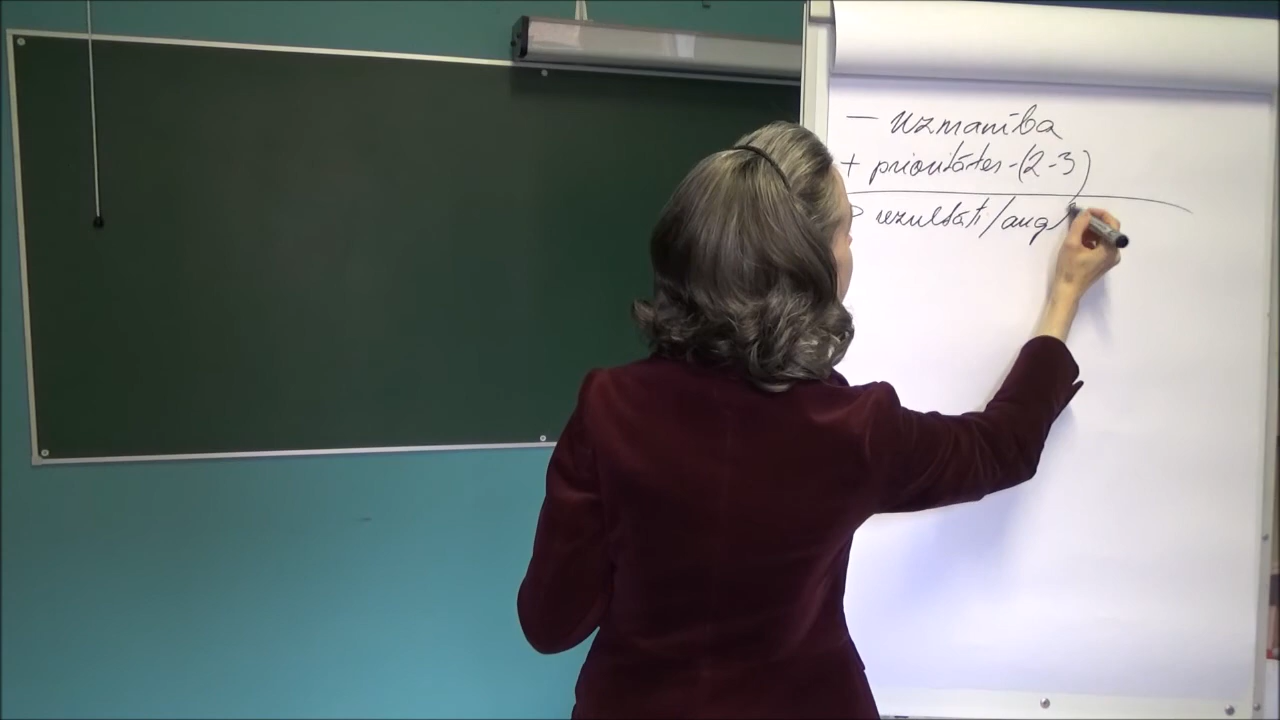 — uzmanība
+ prioritātes - (2-3)
rezultāti / aug